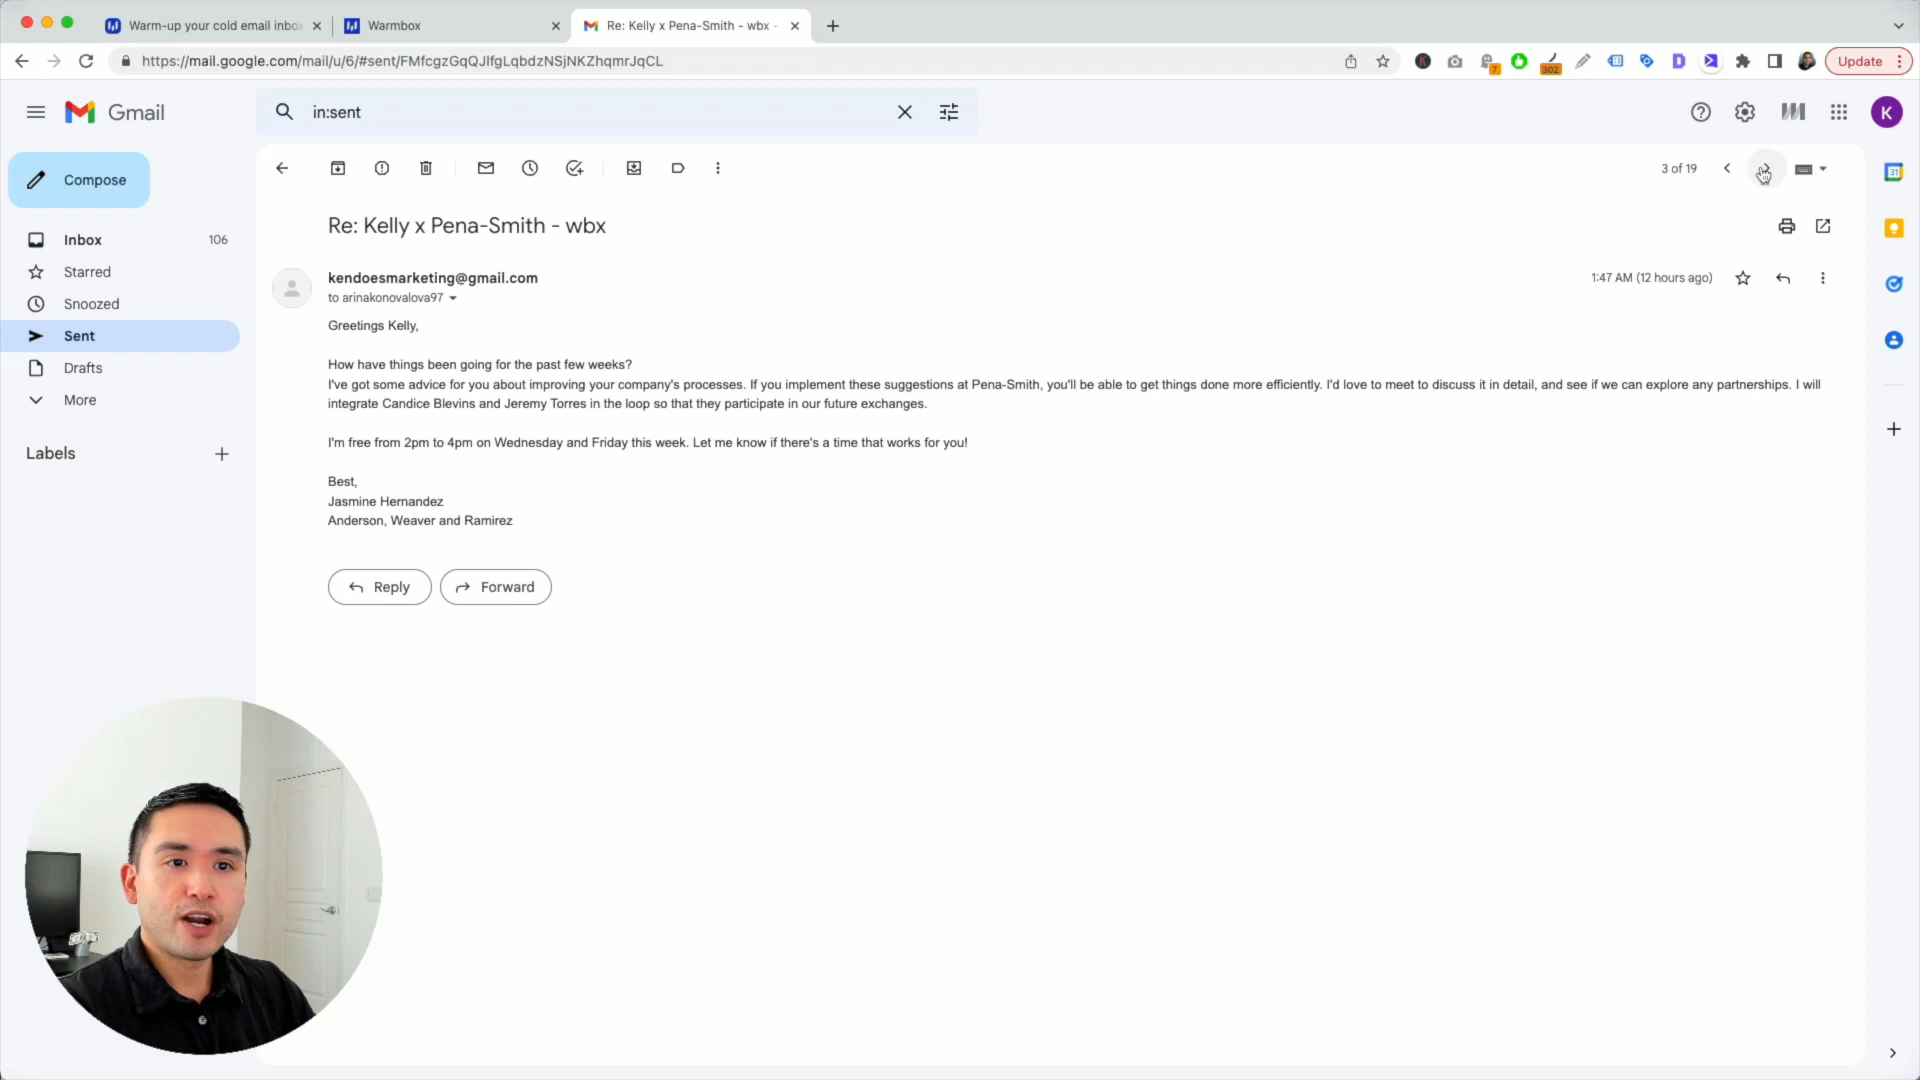 Warm-up your cold email inbox
Warmbox
Re: Kelly x Pena-Smith - wbx -
https://mail.google.com/mail/u/6/#sent/FMfcgzGqQJlfgLqbdzNSjNKZhqmrJqCL
7
302
Update
Gmail
in:sent
K
Compose
3 of 19
31
Inbox 106
Starred
Snoozed
Sent
Drafts
More
Labels
Re: Kelly x Pena-Smith - wbx
kendoesmarketing@gmail.com
1:47 AM (12 hours ago)
to arinakonovalova97
Greetings Kelly,
How have things been going for the past few weeks?
I've got some advice for you about improving your company's processes. If you implement these suggestions at Pena-Smith, you'll be able to get things done more efficiently. I'd love to meet to discuss it in detail, and see if we can explore any partnerships. I will
integrate Candice Blevins and Jeremy Torres in the loop so that they participate in our future exchanges.
I'm free from 2pm to 4pm on Wednesday and Friday this week. Let me know if there's a time that works for you!
Best,
Jasmine Hernandez
Anderson, Weaver and Ramirez
Reply
Forward